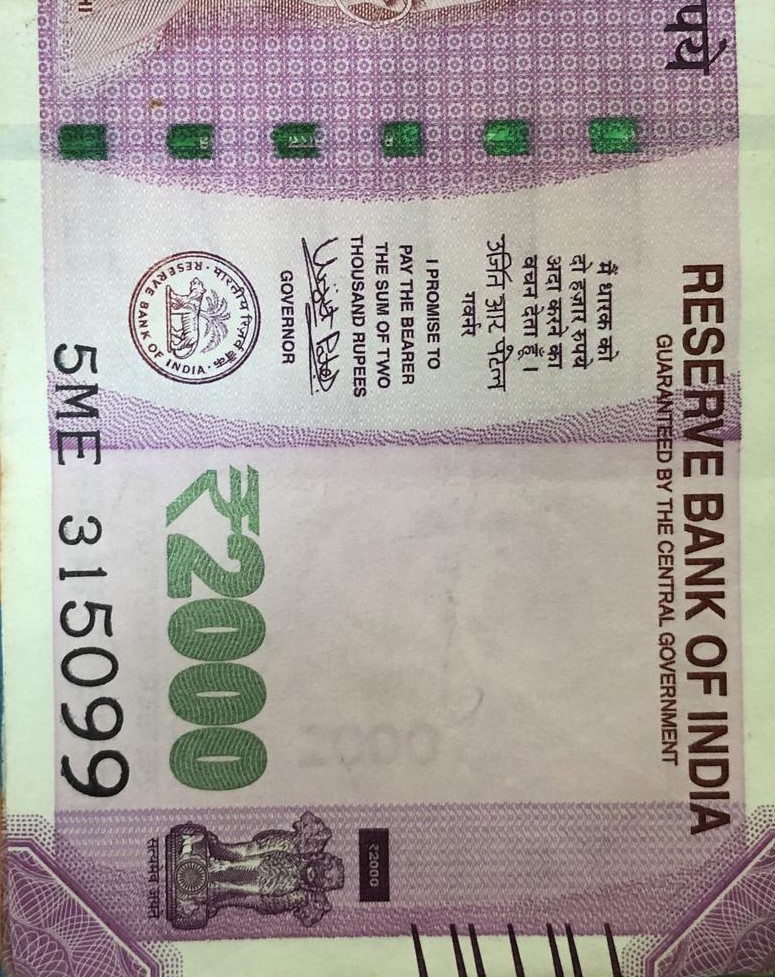 पये
RESERVE BANK OF INDIA
GUARANTEED BY THE CENTRAL GOVERNMENT
मैं धारक को
दो हज़ार रुपये
अदा करने का
वचन देता हूँ ।
उर्जित आर पटेल
गवर्नर
I PROMISE TO
PAY THE BEARER
THE SUM OF TWO
THOUSAND RUPEES
Urjit Patel
GOVERNOR
भारतीय रिज़र्व बैंक
RESERVE BANK OF INDIA
₹2000
₹2000
2000
सत्यमेव जयते
5ME 315099